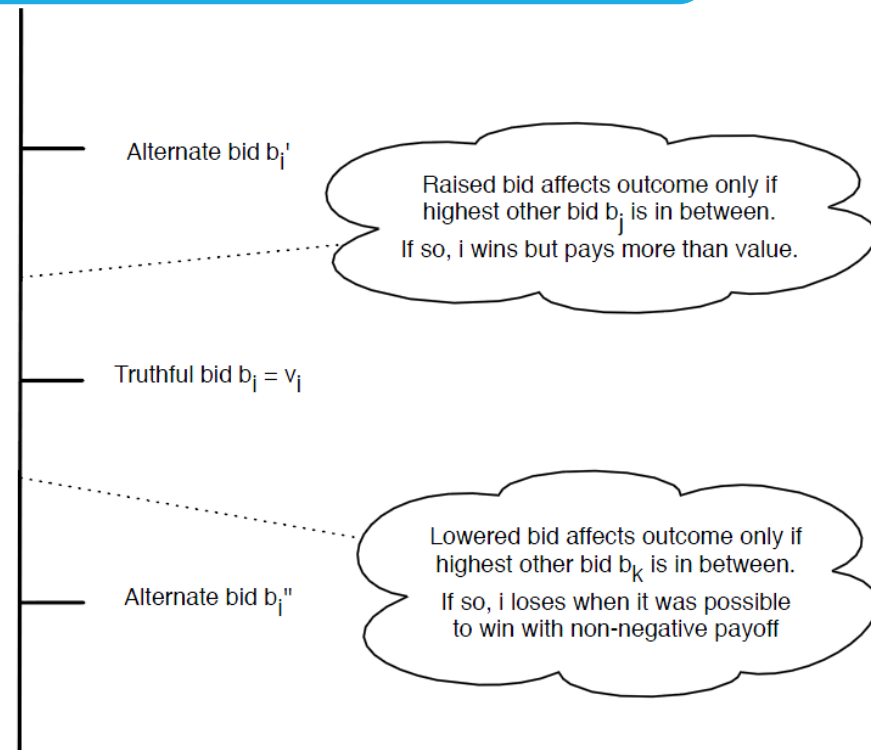 Alternate bid bi'
Raised bid affects outcome only if
highest other bid bj is in between.
If so, i wins but pays more than value.
Truthful bid bi = vi
Lowered bid affects outcome only if
highest other bid bk is in between.
Alternate bid bi"
If so, i loses when it was possible
to win with non-negative payoff